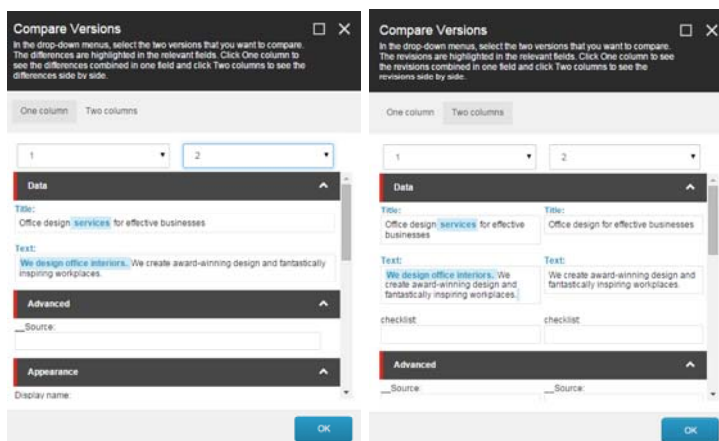 Compare Versions
In the drop-down menus, select the two versions that you want to compare.
The differences are highlighted in the relevant fields. Click One column to
see the differences combined in one field and click Two columns to see the
differences side by side.
One column Two columns
1 2
Data
Title:
Office design services for effective businesses
Text:
We design office interiors. We create award-winning design and fantastically
inspiring workplaces.
Advanced
__Source:
Appearance
Display name:
OK
Compare Versions
In the drop-down menus, select the two versions that you want to compare.
The revisions are highlighted in the relevant fields. Click One column to see
the revisions combined in one field and click Two columns to see the
revisions side by side.
One column Two columns
1 2
Data
Title: Title:
Office design services for effective Office design for effective businesses
businesses
Text: Text:
We design office interiors. We We create award-winning design and
create award-winning design and fantastically inspiring workplaces.
fantastically inspiring workplaces.
checklist: checklist:
Advanced
__Source: __Source:
OK